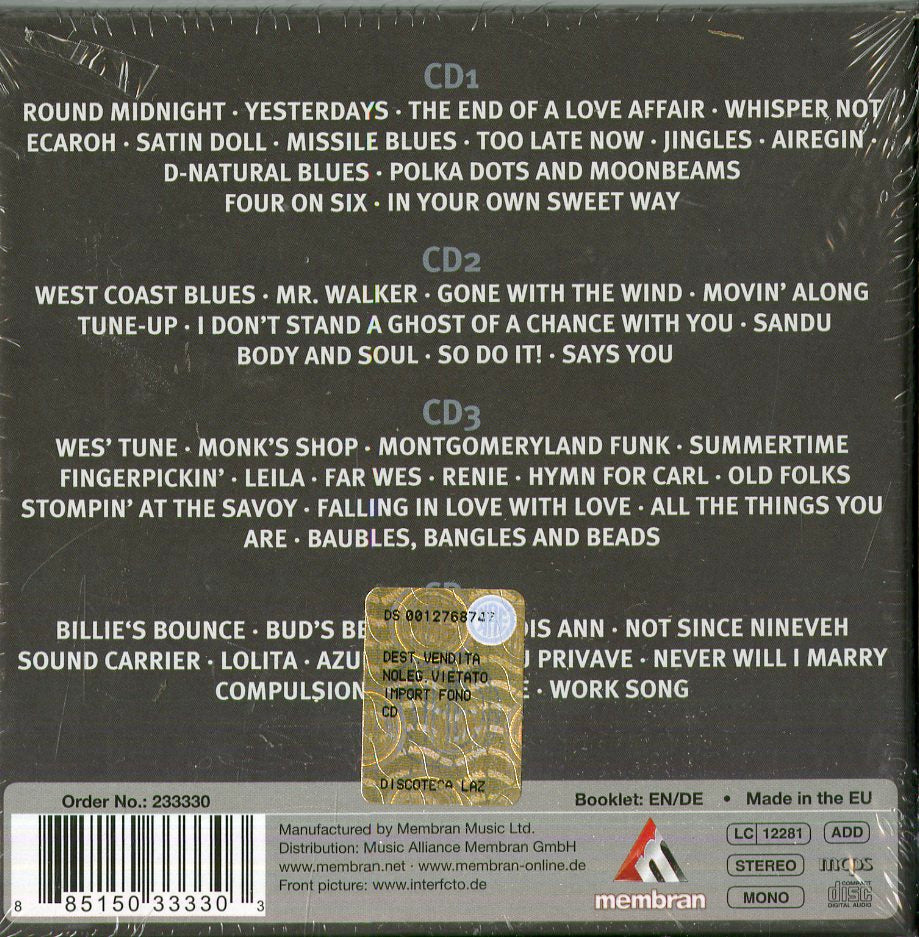 CD1
ROUND MIDNIGHT · YESTERDAYS · THE END OF A LOVE AFFAIR · WHISPER NOT
ECAROH · SATIN DOLL · MISSILE BLUES · TOO LATE NOW · JINGLES · AIREGIN ·
D-NATURAL BLUES · POLKA DOTS AND MOONBEAMS
FOUR ON SIX · IN YOUR OWN SWEET WAY
CD2
WEST COAST BLUES · MR. WALKER · GONE WITH THE WIND · MOVIN' ALONG
TUNE-UP · I DON'T STAND A GHOST OF A CHANCE WITH YOU · SANDU
BODY AND SOUL · SO DO IT! · SAYS YOU
CD3
WES' TUNE · MONK'S SHOP · MONTGOMERYLAND FUNK · SUMMERTIME
FINGERPICKIN' · LEILA · FAR WES · RENIE · HYMN FOR CARL · OLD FOLKS
STOMPIN' AT THE SAVOY · FALLING IN LOVE WITH LOVE · ALL THE THINGS YOU
ARE · BAUBLES, BANGLES AND BEADS
BILLIE'S BOUNCE · BUD'S ANN · NOT SINCE NINEVEH
SOUND CARRIER · LOLITA · PRIVAVE · NEVER WILL I MARRY
COMPULSION · WORK SONG
DS 001276874
DEST.VENDITA
NOLEG.VIETATO
IMPORT FONO
CD
DISCOTECA LAZ
Order No.: 233330
Booklet: EN/DE • Made in the EU
8 85150 33330 3
Manufactured by Membran Music Ltd.
Distribution: Music Alliance Membran GmbH
www.membran.net · www.membran-online.de
Front picture: www.interfcto.de
membran
LC 12281 ADD
STEREO mcps
MONO COMPACT disc DIGITAL AUDIO